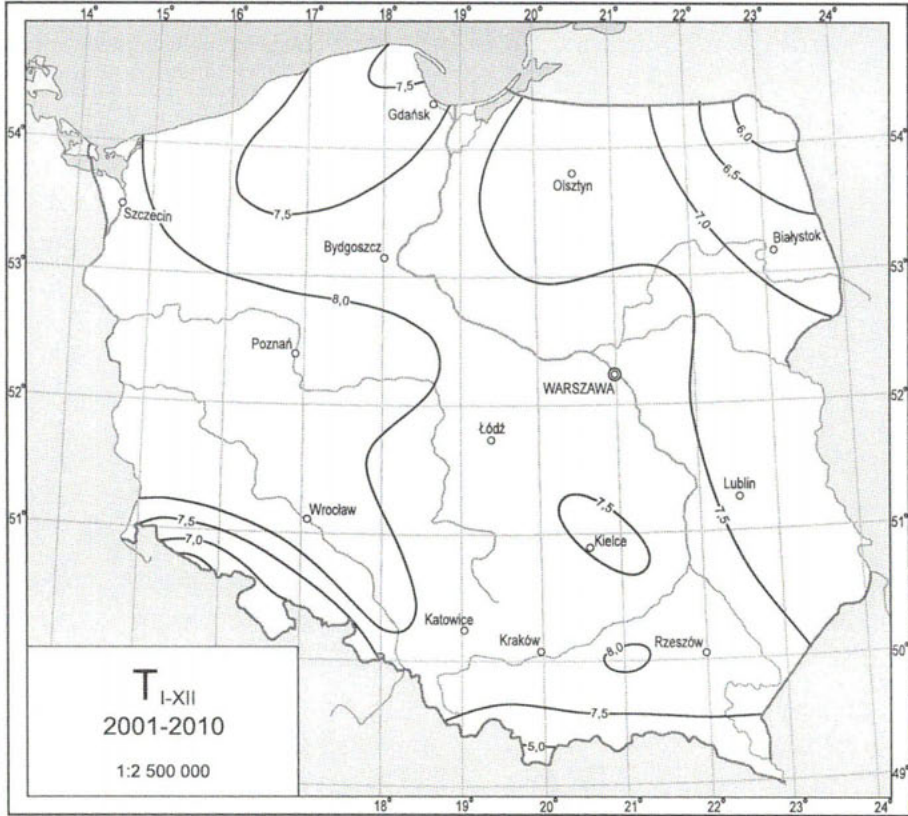 14° 15° 16° 17° 18° 19° 20° 21° 22° 23° 24°
7,5
Gdańsk
54° 54°
6,0
Olsztyn
6,5
Szczecin
7,5
7,0
Białystok
Bydgoszcz
53° 53°
8,0
Poznań
WARSZAWA
52° 52°
Łódź
Lublin
7,5
7,5
51° Wrocław 51°
7,5
7,0
Kielce
Katowice
Kraków
Rzeszów
8,0
50°
T I-XII
2001-2010
1:2 500 000
7,5
5,0
49°
18° 19° 20° 21° 22° 23° 24°